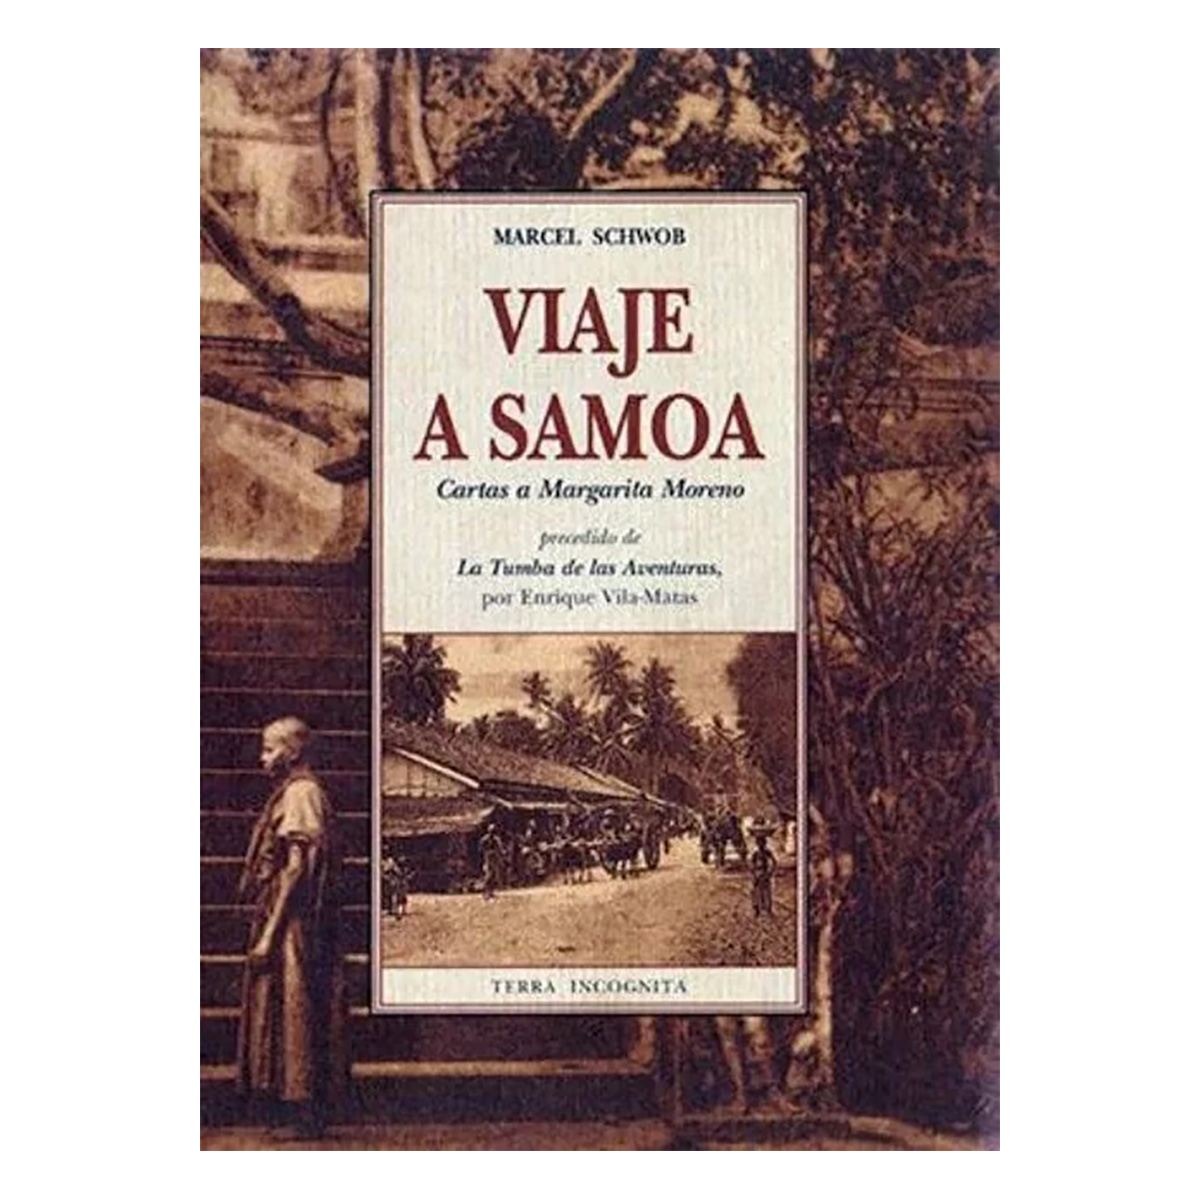 MARCEL SCHWOB
VIAJE
A SAMOA
Cartas a Margarita Moreno
precedido de
La Tumba de las Aventuras,
por Enrique Vila-Matas
TERRA INCOGNITA